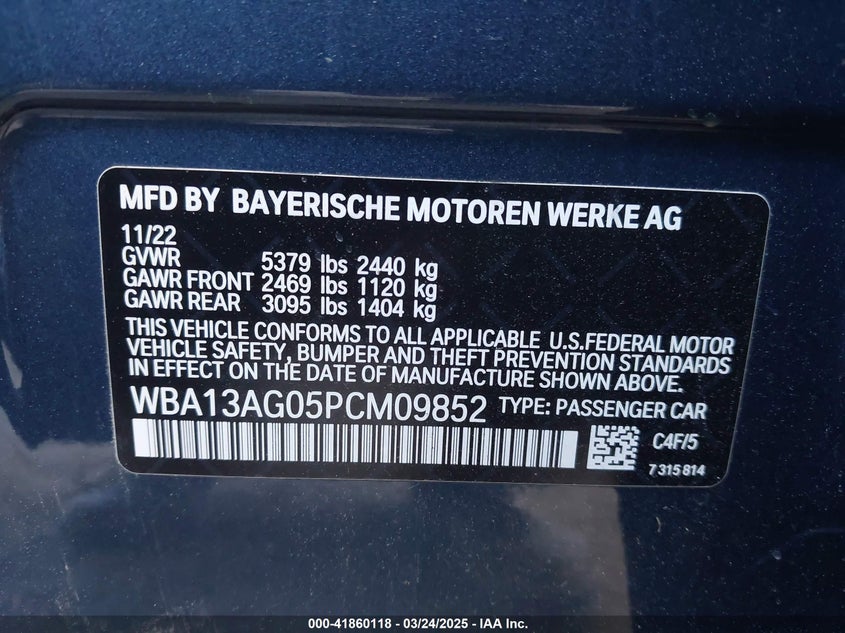 MFD BY BAYERISCHE MOTOREN WERKE AG
11/22
GVWR 5379 lbs 2440 kg
GAWR FRONT 2469 lbs 1120 kg
GAWR REAR 3095 lbs 1404 kg
THIS VEHICLE CONFORMS TO ALL APPLICABLE U.S.FEDERAL MOTOR
VEHICLE SAFETY, BUMPER AND THEFT PREVENTION STANDARDS
IN EFFECT ON THE DATE OF MANUFACTURE SHOWN ABOVE.
WBA13AG05PCM09852 TYPE: PASSENGER CAR
C4F/5
7315814
000-41860118 - 03/24/2025 - IAA Inc.